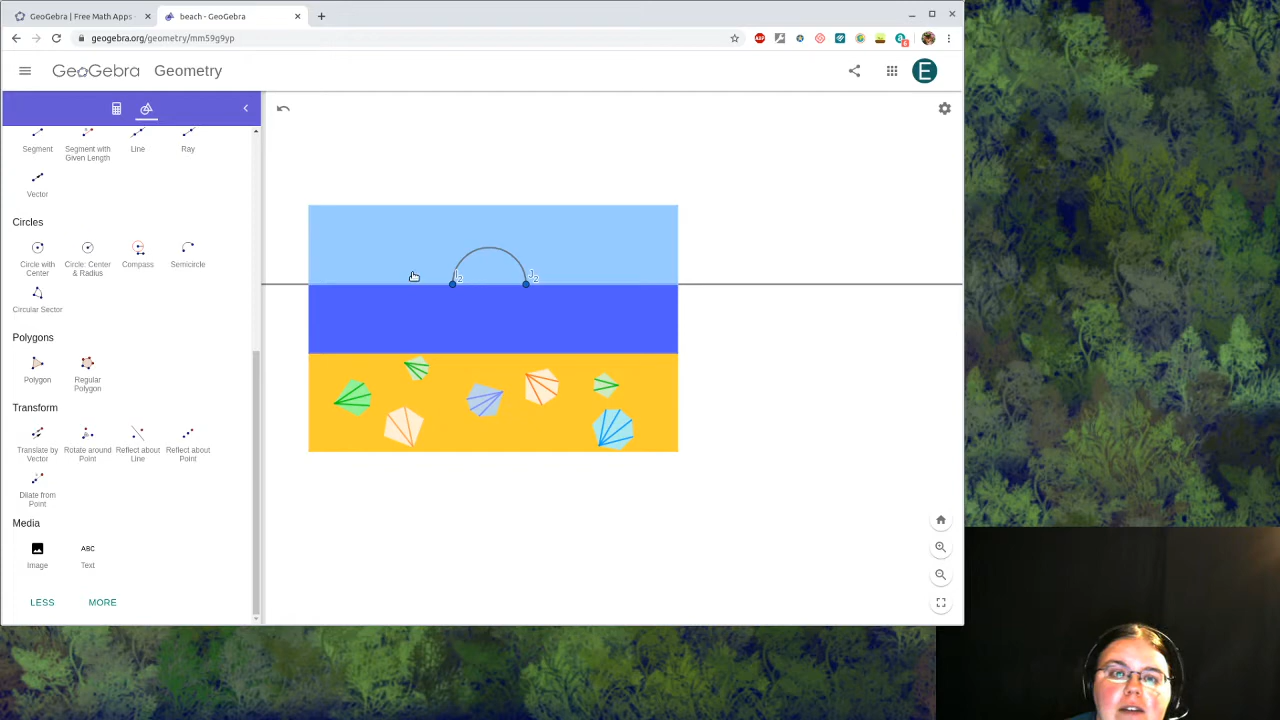 GeoGebra | Free Math Apps -
beach - GeoGebra
geogebra.org/geometry/mm59g9yp
ABP
6
GeoGebra Geometry
E
Segment
Segment with Given Length
Line
Ray
Vector
Circles
Circle with Center
Circle: Center & Radius
Compass
Semicircle
Circular Sector
Polygons
Polygon
Regular Polygon
Transform
Translate by Vector
Rotate around Point
Reflect about Line
Reflect about Point
Dilate from Point
Media
ABC
Image
Text
LESS
MORE